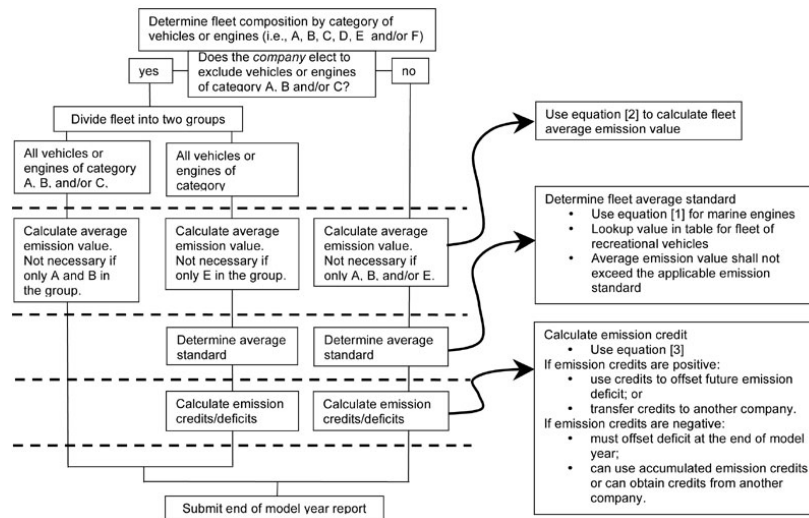 Determine fleet composition by category of
vehicles or engines (i.e., A, B, C, D, E and/or F)
Does the company elect to
exclude vehicles or engines
of category A, B and/or C?
yes
no
Divide fleet into two groups
All vehicles or
engines of category
A, B, and/or C.
All vehicles or
engines of
category
Calculate average
emission value.
Not necessary if
only A and B in
the group.
Calculate average
emission value.
Not necessary if
only E in the group.
Calculate average
emission value.
Not necessary if
only A, B, and/or E.
Determine average
standard
Determine average
standard
Calculate emission
credits/deficits
Calculate emission
credits/deficits
Submit end of model year report
Use equation [2] to calculate fleet
average emission value
Determine fleet average standard
• Use equation [1] for marine engines
• Lookup value in table for fleet of
recreational vehicles
• Average emission value shall not
exceed the applicable emission
standard
Calculate emission credit
• Use equation [3]
If emission credits are positive:
• use credits to offset future emission
deficit; or
• transfer credits to another company.
If emission credits are negative:
• must offset deficit at the end of model
year;
• can use accumulated emission credits
or can obtain credits from another
company.